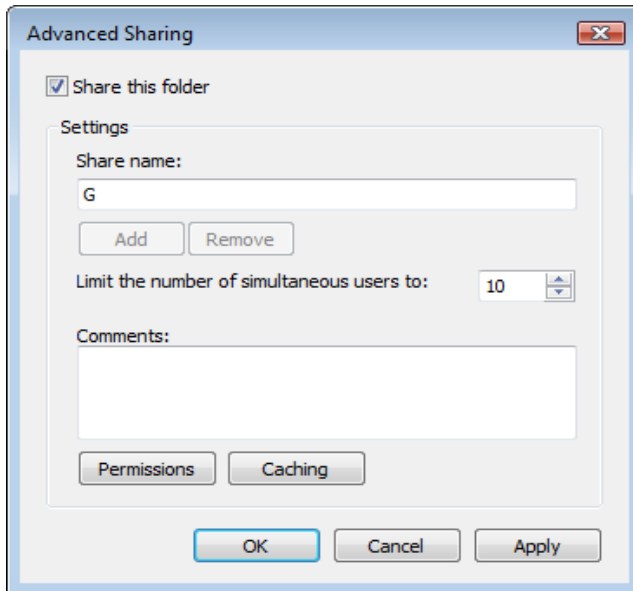 Advanced Sharing
Share this folder
Settings
Share name:
G
Add Remove
Limit the number of simultaneous users to: 10
Comments:
Permissions Caching
OK Cancel Apply